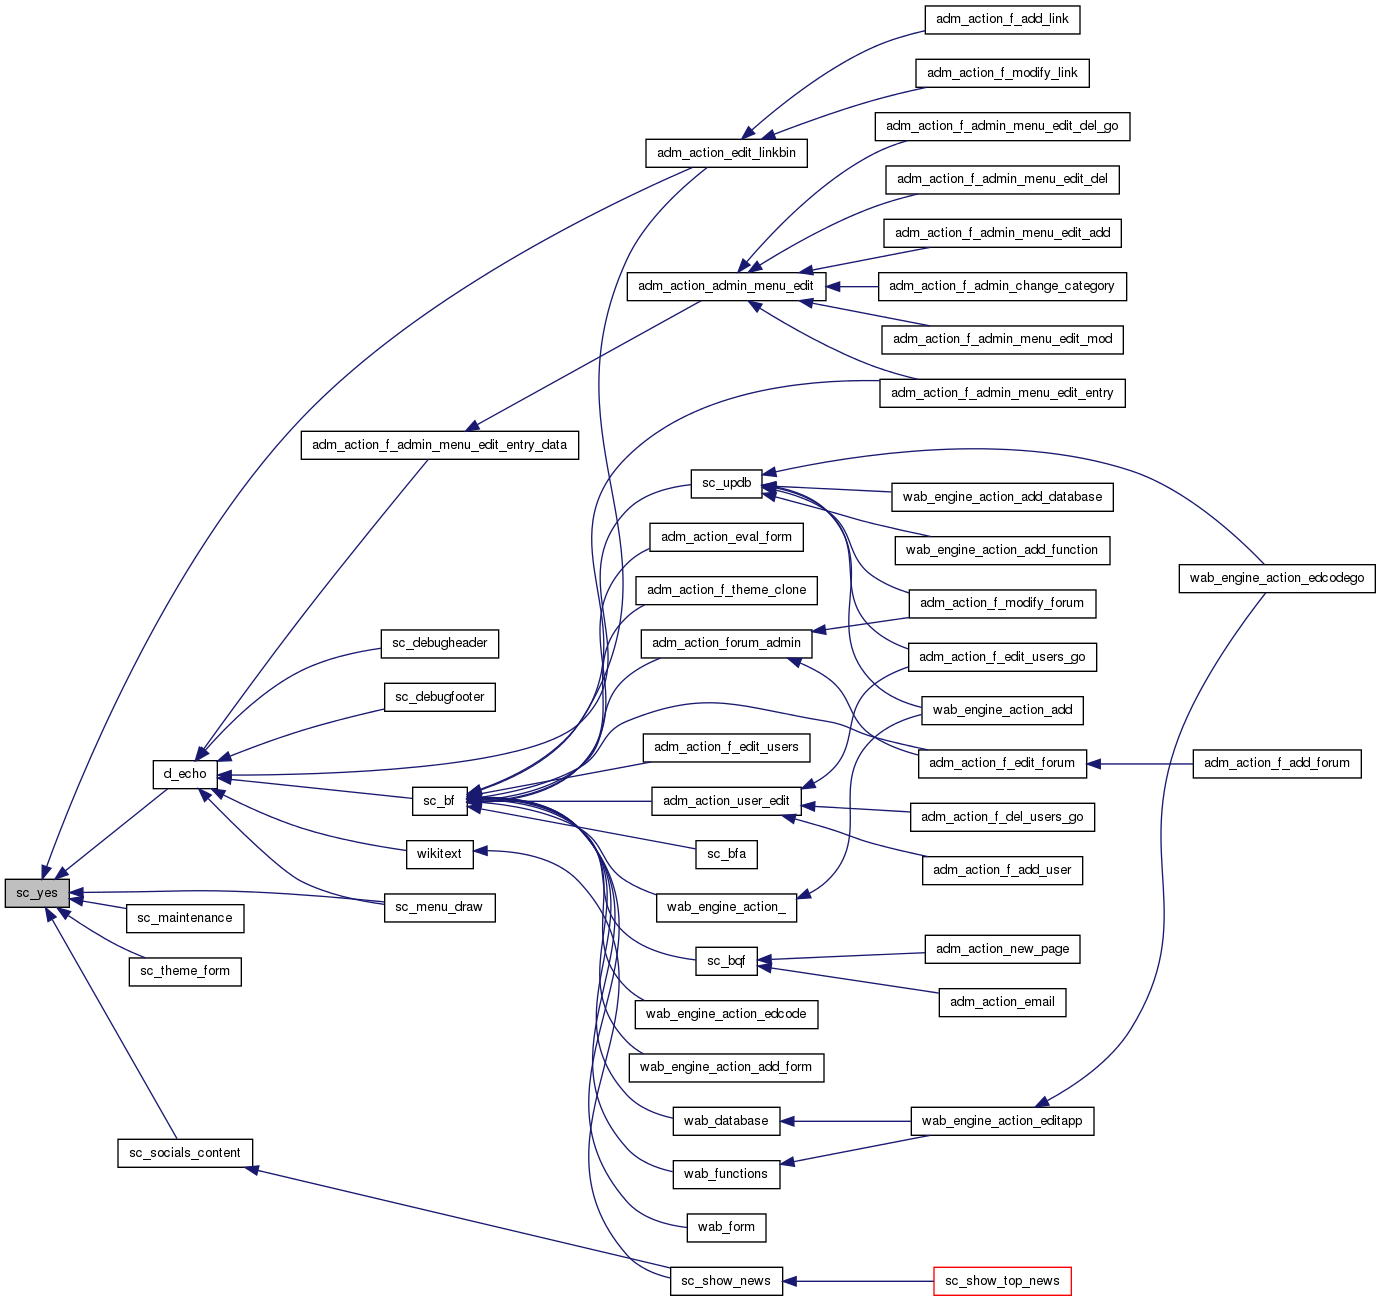 adm_action_f_add_link
adm_action_f_modify_link
adm_action_f_admin_menu_edit_del_go
adm_action_edit_linkbin
adm_action_f_admin_menu_edit_del
adm_action_f_admin_menu_edit_add
adm_action_admin_menu_edit
adm_action_f_admin_change_category
adm_action_f_admin_menu_edit_mod
adm_action_f_admin_menu_edit_entry
adm_action_f_admin_menu_edit_entry_data
sc_updb
wab_engine_action_add_database
adm_action_eval_form
wab_engine_action_add_function
wab_engine_action_edcodego
adm_action_f_theme_clone
adm_action_f_modify_forum
sc_debugheader
adm_action_forum_admin
adm_action_f_edit_users_go
sc_debugfooter
wab_engine_action_add
adm_action_f_edit_users
adm_action_f_edit_forum
adm_action_f_add_forum
d_echo
sc_bf
adm_action_user_edit
adm_action_f_del_users_go
wikitext
sc_bfa
adm_action_f_add_user
sc_yes
sc_menu_draw
wab_engine_action_
sc_maintenance
sc_theme_form
sc_bqf
adm_action_new_page
adm_action_email
wab_engine_action_edcode
wab_engine_action_add_form
wab_database
wab_engine_action_editapp
sc_socials_content
wab_functions
wab_form
sc_show_news
sc_show_top_news